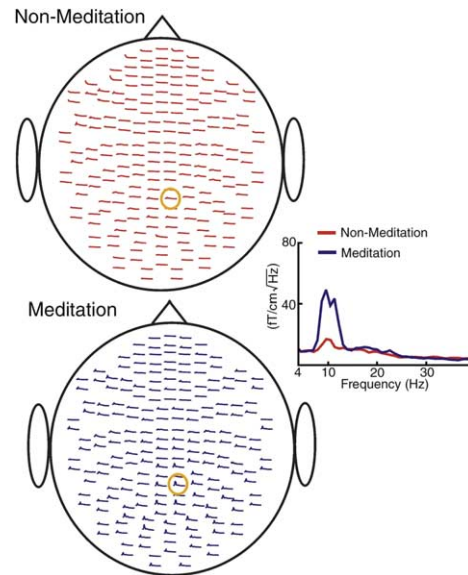 Non-Meditation
Non-Meditation
Meditation
80
40
(fT/cm√Hz)
4
10
20
30
Frequency (Hz)
Meditation